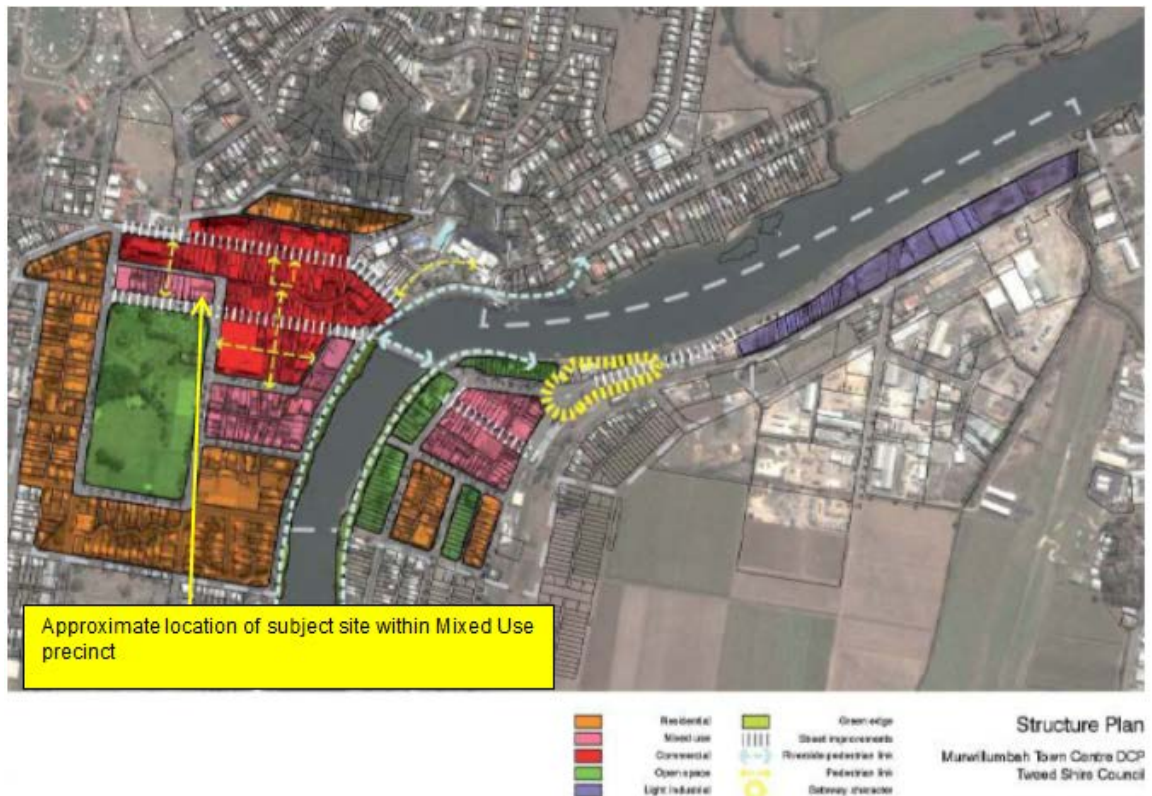 Approximate location of subject site within Mixed Use
precinct
Residential
Mixed use
Commercial
Open space
Light Industrial
Green edge
Street improvements
Riverside pedestrian link
Pedestrian link
Gateway character
Structure Plan
Murwillumbah Town Centre DCP
Tweed Shire Council